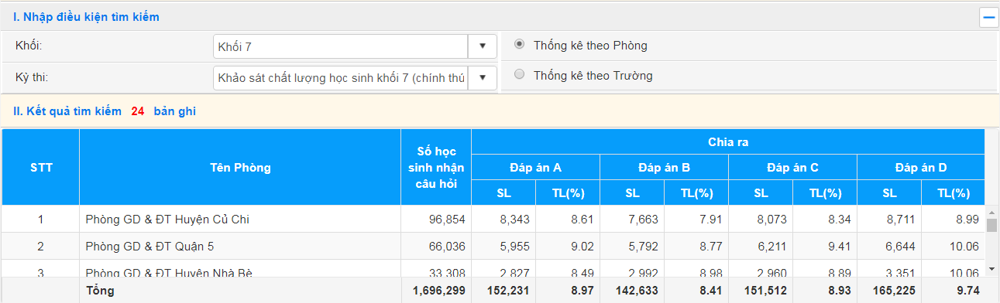 I. Nhập điều kiện tìm kiếm
Khối: Khối 7 Thống kê theo Phòng
Kỳ thi: Khảo sát chất lượng học sinh khối 7 (chính thú Thống kê theo Trường
II. Kết quả tìm kiếm 24 bản ghi
STT Tên Phòng Số học sinh nhận câu hỏi Chia ra
Đáp án A Đáp án B Đáp án C Đáp án D
SL TL(%) SL TL(%) SL TL(%) SL TL(%)
1 Phòng GD & ĐT Huyện Củ Chi 96,854 8,343 8.61 7,663 7.91 8,073 8.34 8,711 8.99
2 Phòng GD & ĐT Quận 5 66,036 5,955 9.02 5,792 8.77 6,211 9.41 6,644 10.06
3 Phòng GD & ĐT Huyện Nhà Bè 33,308 2,827 8.49 2,992 8.98 2,960 8.89 3,351 10.06
Tổng 1,696,299 152,231 8.97 142,633 8.41 151,512 8.93 165,225 9.74